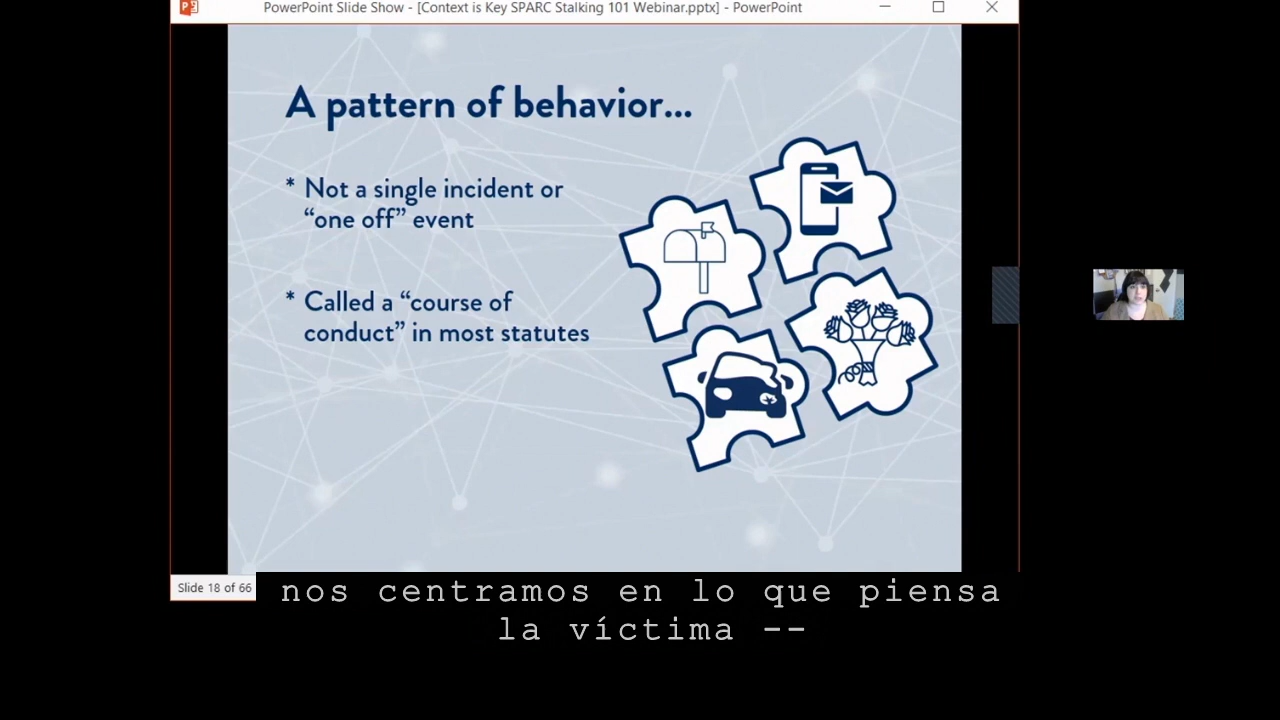 PowerPoint Slide Show - [Context is Key SPARC Stalking 101 Webinar.pptx] - PowerPoint
A pattern of behavior...
* Not a single incident or
“one off” event
* Called a “course of
conduct” in most statutes
Slide 18 of 66
nos centramos en lo que piensa
la víctima --